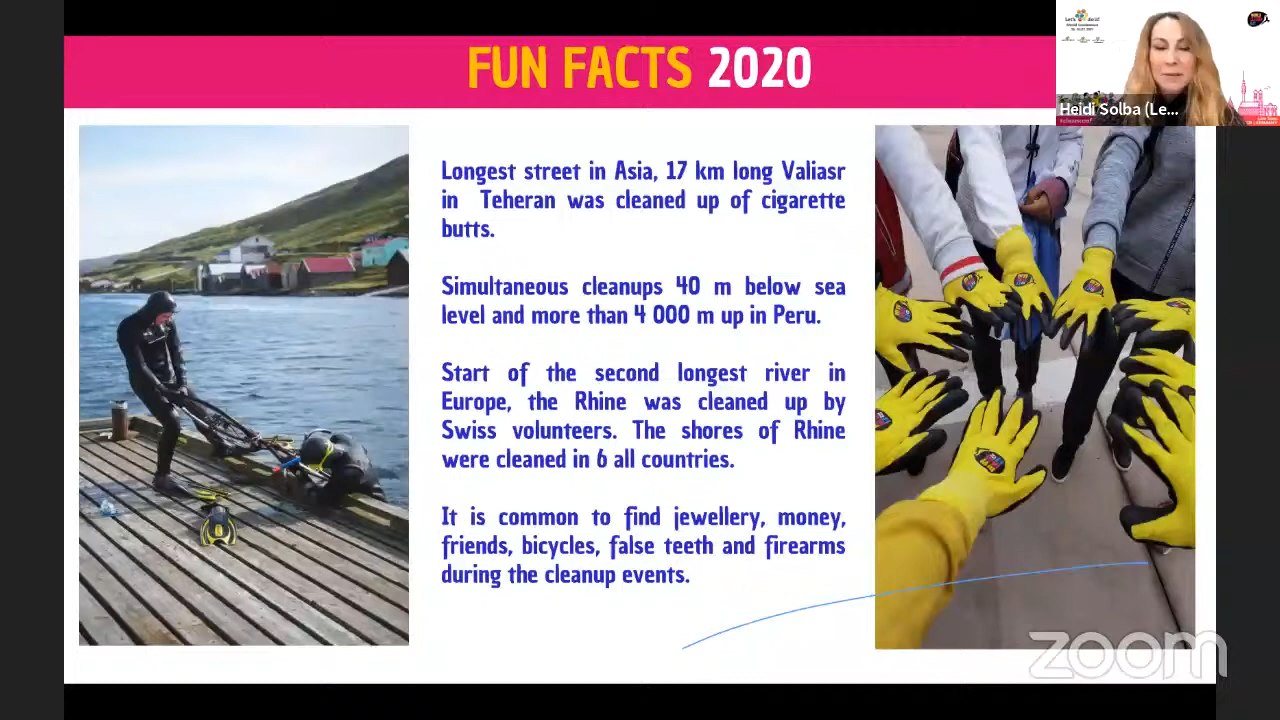 FUN FACTS 2020
Let's do it!
Heidi Solba (Le...
Longest street in Asia, 17 km long Valiasr
in Teheran was cleaned up of cigarette
butts.
Simultaneous cleanups 40 m below sea
level and more than 4 000 m up in Peru.
Start of the second longest river in
Europe, the Rhine was cleaned up by
Swiss volunteers. The shores of Rhine
were cleaned in 6 all countries.
It is common to find jewellery, money,
friends, bicycles, false teeth and firearms
during the cleanup events.
zoom